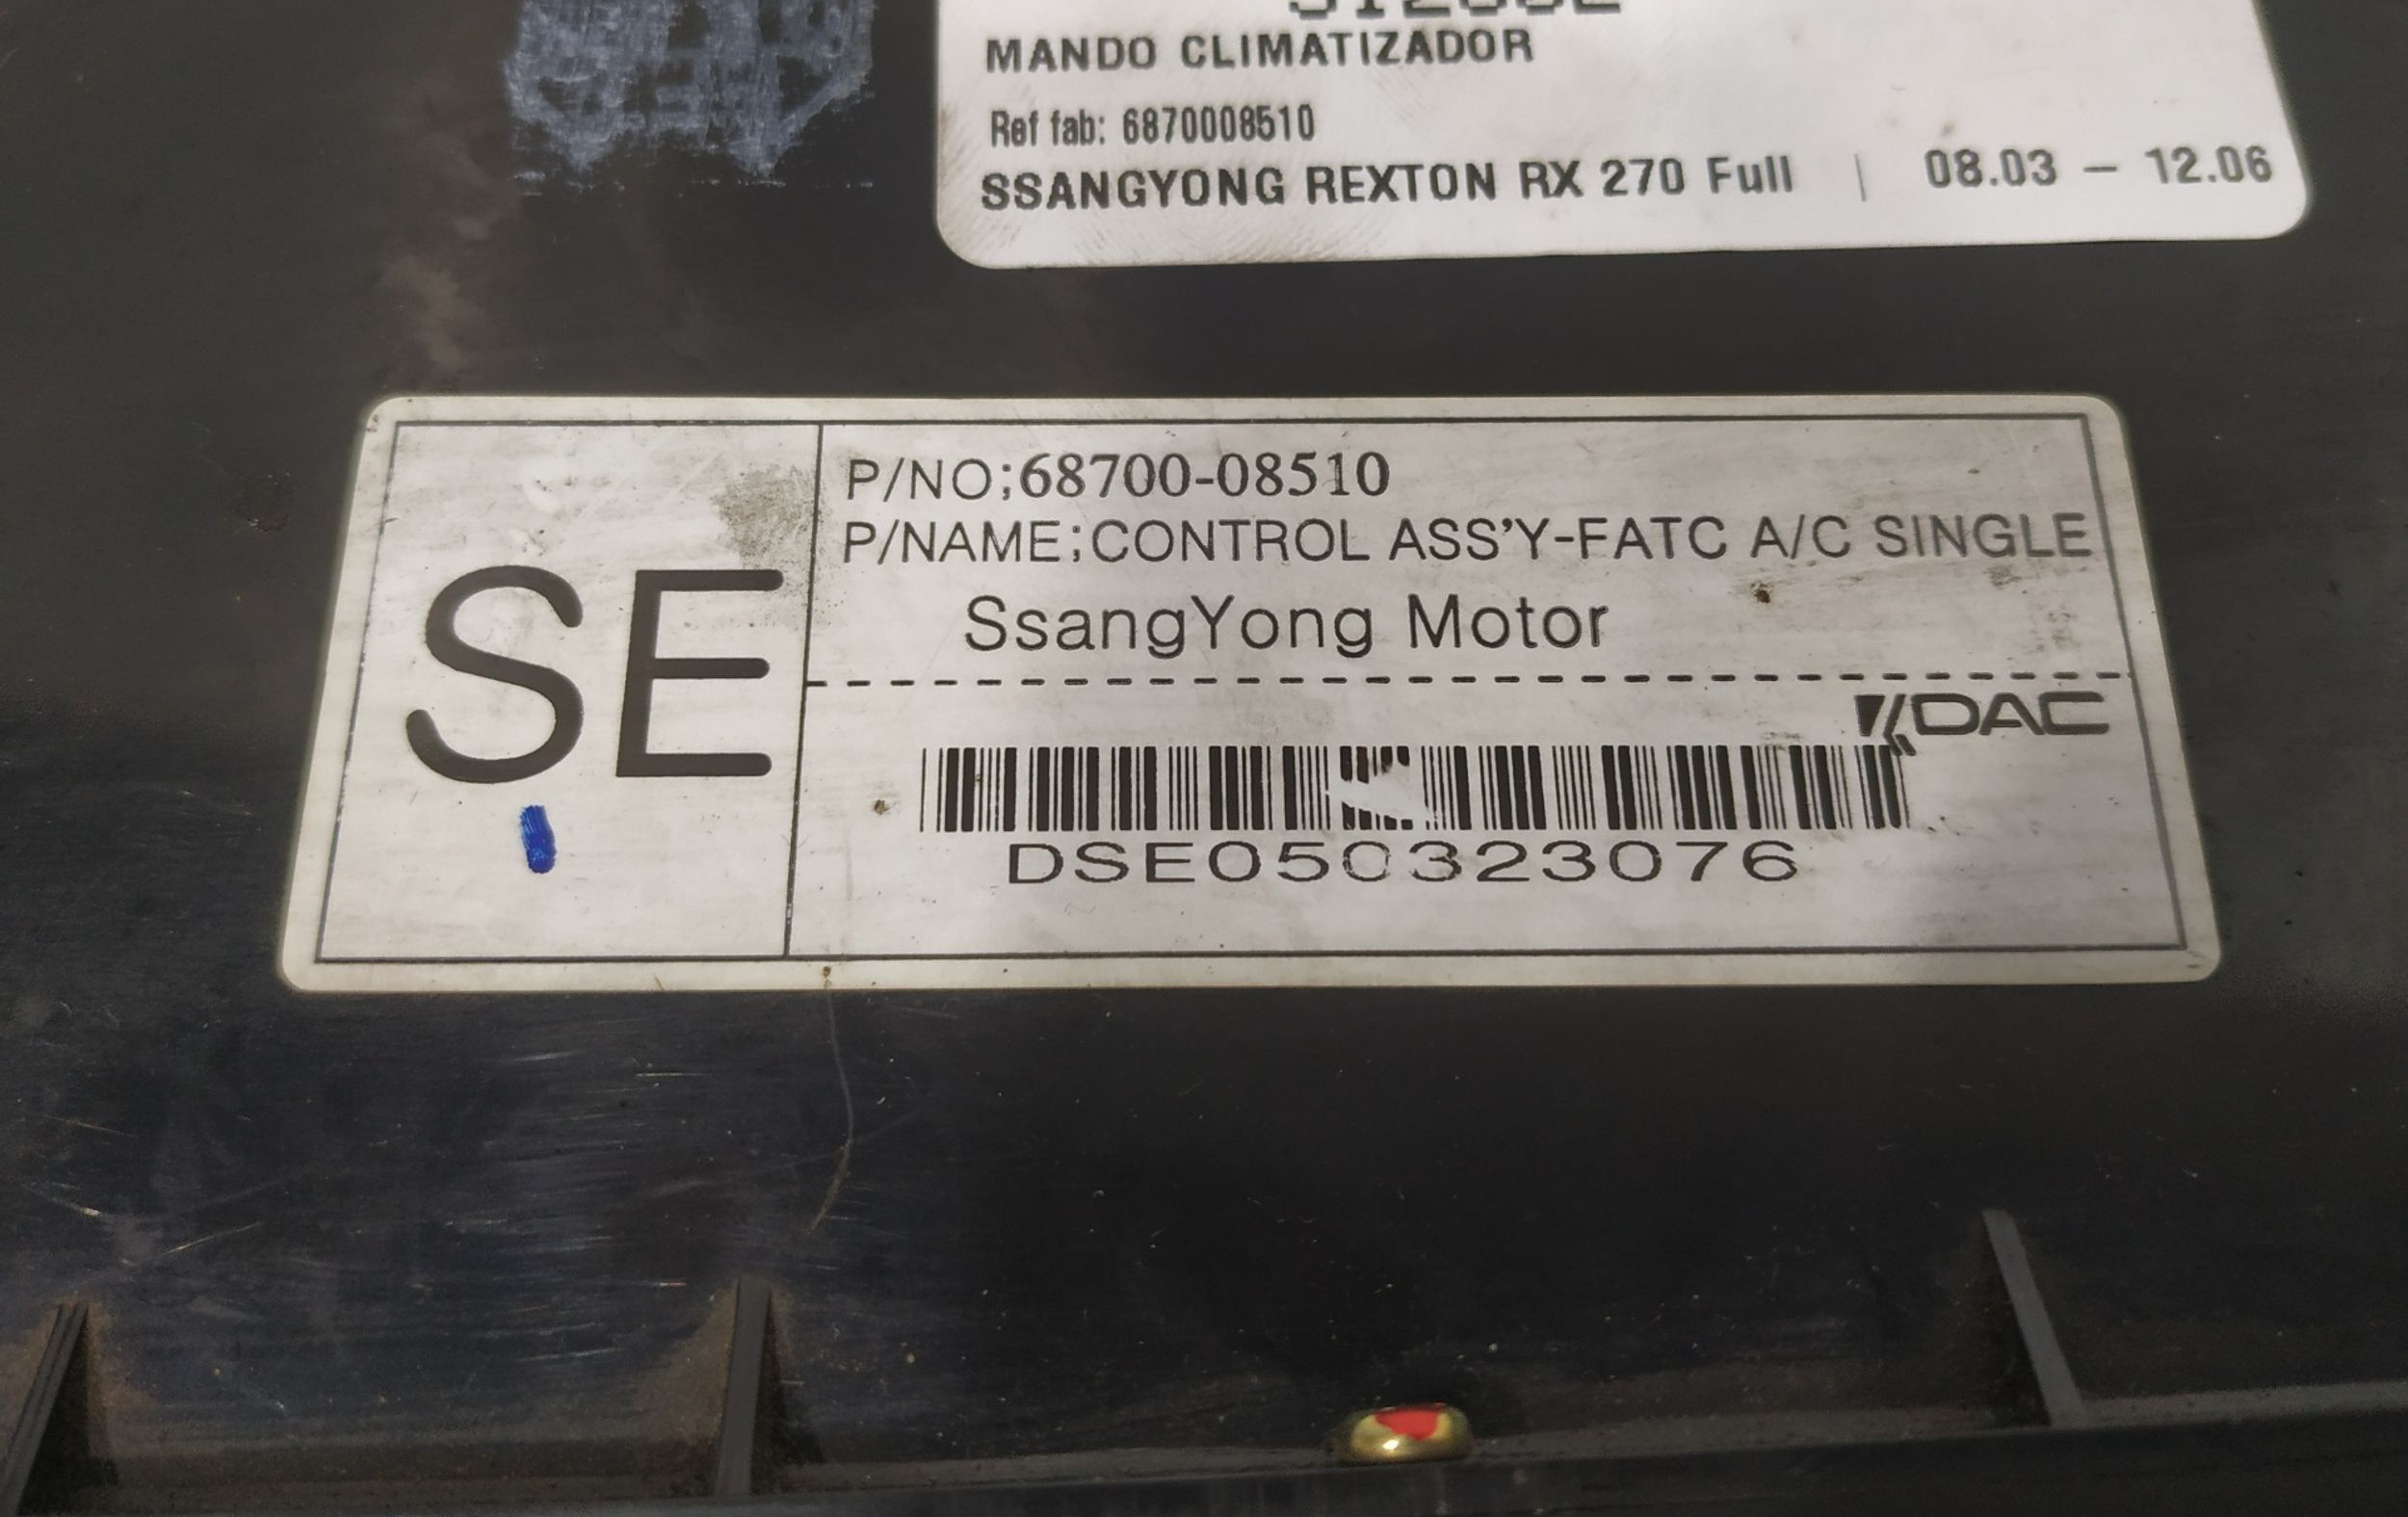 MANDO CLIMATIZADOR
Ref fab: 6870008510
SSANGYONG REXTON RX 270 Full | 08.03 - 12.06
SE
P/NO;68700-08510
P/NAME;CONTROL ASS'Y-FATC A/C SINGLE
SsangYong Motor
DAC
DSE050323076